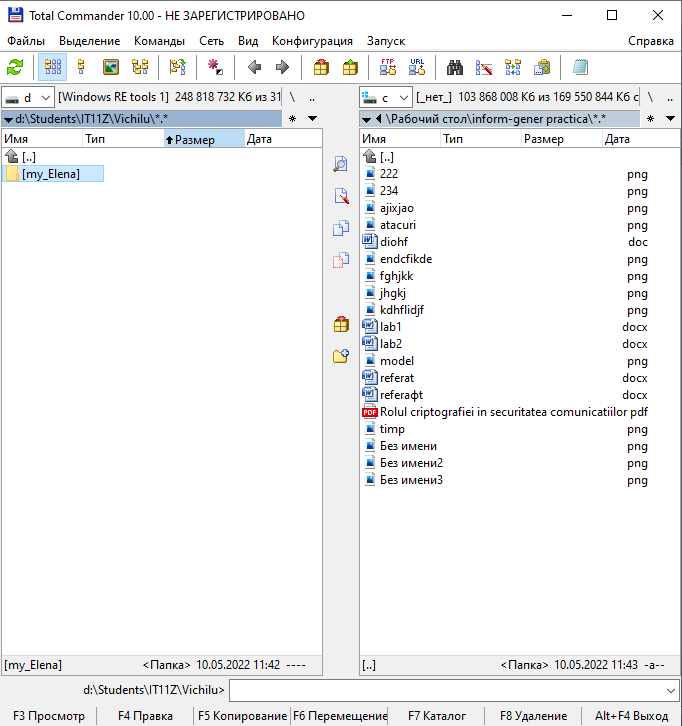 Total Commander 10.00 - НЕ ЗАРЕГИСТРИРОВАНО
Файлы Выделение Команды Сеть Вид Конфигурация Запуск Справка
FTP URL
d [Windows RE tools 1] 248 818 732 Кб из 31 \ ..
c [_нет_] 103 868 008 Кб из 169 550 844 Кб с \ ..
d:\Students\IT11Z\Vichilu\*.* *
\Рабочий стол\inform-gener practica\*.* *
Имя Тип Размер Дата
[..]
[my_Elena]
Имя Тип Размер Дата
[..]
222 png
234 png
ajixjao png
atacuri png
diohf doc
endcfikde png
fghjkk png
jhgkj png
kdhflidjf png
lab1 docx
lab2 docx
model png
referat docx
referaфt docx
PDF Rolul criptografiei in securitatea comunicatiilor pdf
timp png
Без имени png
Без имени2 png
Без имени3 png
[my_Elena] <Папка> 10.05.2022 11:42 ----
[..] <Папка> 10.05.2022 11:43 -a--
d:\Students\IT11Z\Vichilu>
F3 Просмотр F4 Правка F5 Копирование F6 Перемещение F7 Каталог F8 Удаление Alt+F4 Выход